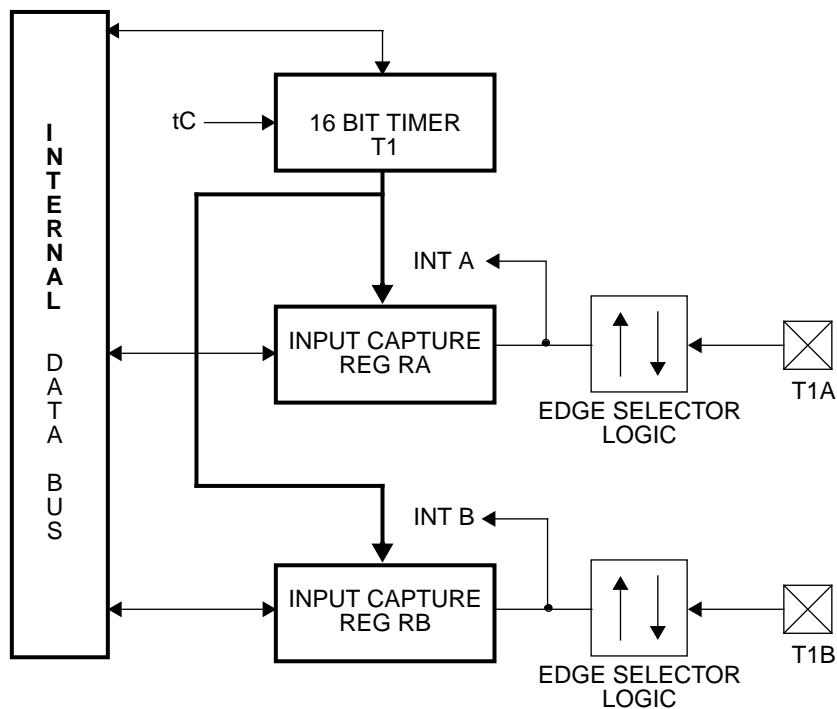 INTERNAL DATA BUS
tC
16 BIT TIMER
T1
INT A
INPUT CAPTURE
REG RA
EDGE SELECTOR
LOGIC
T1A
INT B
INPUT CAPTURE
REG RB
EDGE SELECTOR
LOGIC
T1B